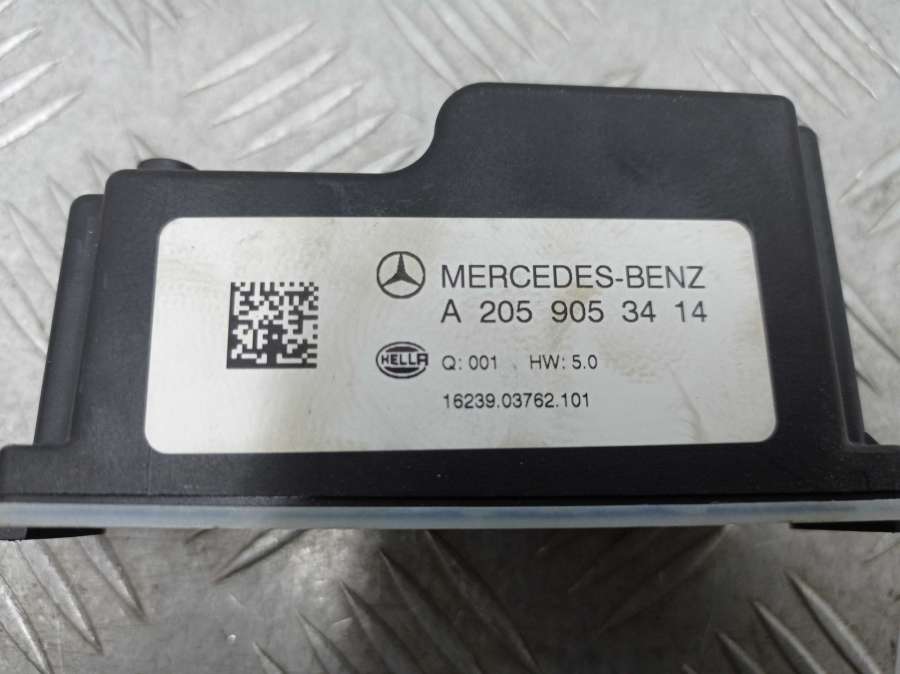 MERCEDES-BENZ
A 205 905 34 14
HELLA
Q: 001 HW: 5.0
16239.03762.101